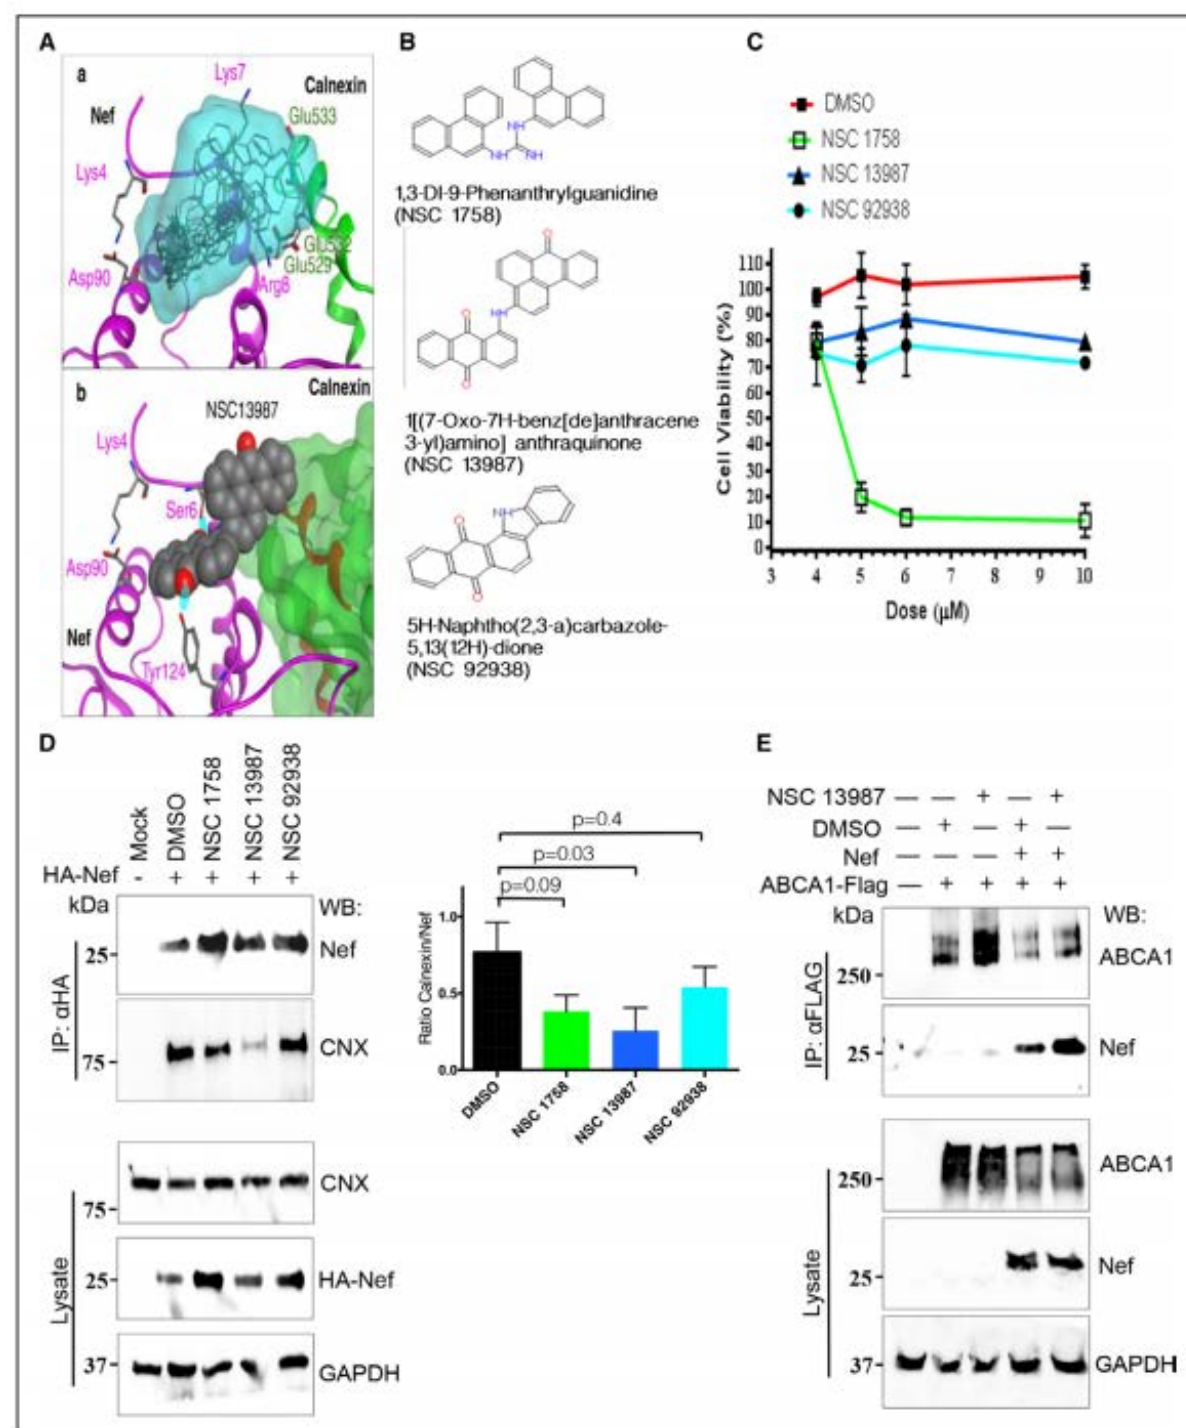 A
a
Lys7
Calnexin
Nef
Glu533
Lys4
Glu532
Glu529
Asp90
Arg8
b
Calnexin
NSC13987
Lys4
Ser6
Asp90
Nef
Tyr124
B
NH
NH
NH
1,3-DI-9-Phenanthrylguanidine
(NSC 1758)
O
NH
O
O
1[(7-Oxo-7H-benz[de]anthracene
3-yl)amino] anthraquinone
(NSC 13987)
NH
O
O
5H-Naphtho(2,3-a)carbazole-
5,13(12H)-dione
(NSC 92938)
C
DMSO
NSC 1758
NSC 13987
NSC 92938
Cell Viability (%)
110
100
90
80
70
60
50
40
30
20
10
0
3 4 5 6 7 8 9 10
Dose (μM)
D
Mock
DMSO
NSC 1758
NSC 13987
NSC 92938
HA-Nef - + + + +
kDa
WB:
IP: αHA
25
Nef
75
CNX
Lysate
CNX
75
25
HA-Nef
37
GAPDH
p=0.4
p=0.03
p=0.09
Ratio Calnexin/Nef
1.0
0.5
0.0
DMSO
NSC 1758
NSC 13987
NSC 92938
E
NSC 13987 — — + — +
DMSO — + — + —
Nef — — — + +
ABCA1-Flag — + + + +
kDa
WB:
IP: αFLAG
ABCA1
250
25
Nef
Lysate
ABCA1
250
Nef
25
37
GAPDH